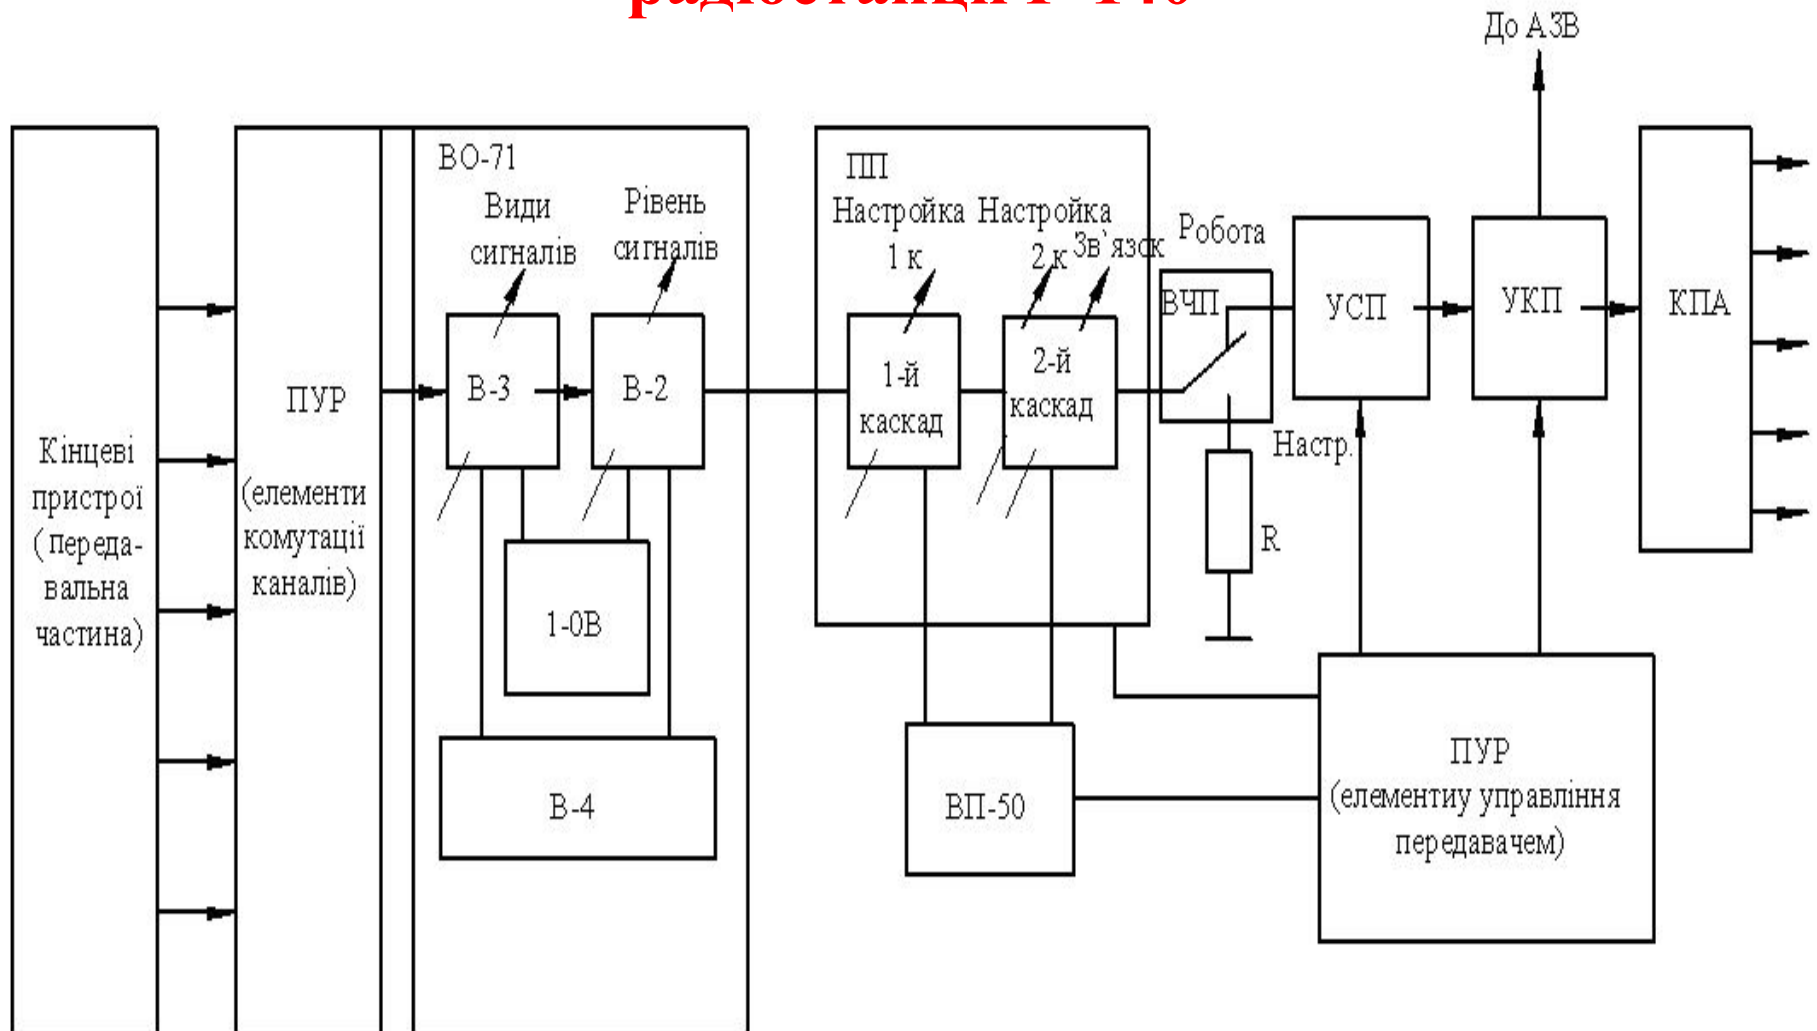 радіостанції Р-140
До АЗВ
ВО-71
Види
сигналів
Рівень
сигналів
ПП
Настройка
1 к
Настройка
2 к
Зв`язок
Робота
ВЧП
УСП
УКП
КПА
В-3
В-2
1-й
каскад
2-й
каскад
Настр.
R
ПУР
(елементи
комутації
каналів)
Кінцеві
пристрої
(переда-
вальна
частина)
1-0В
В-4
ВП-50
ПУР
(елементиу управління
передавачем)